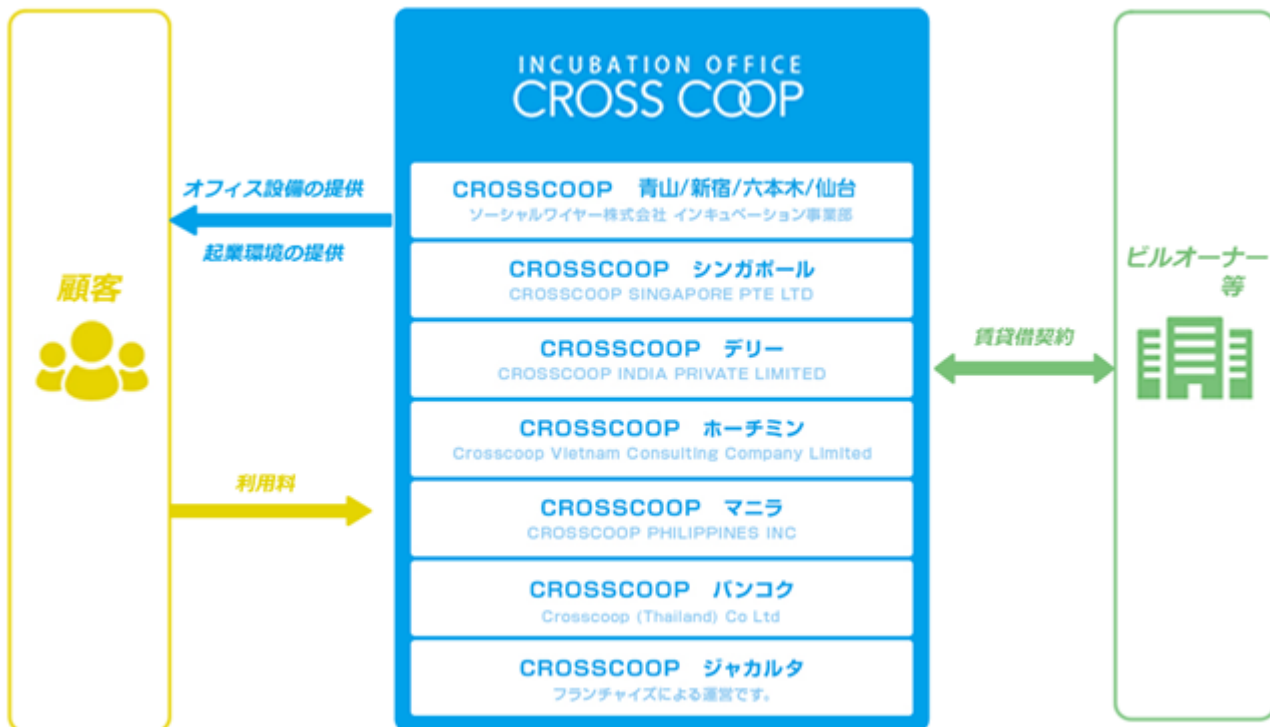 顧客
オフィス設備の提供
起業環境の提供
利用料
INCUBATION OFFICE
CROSS COOP
CROSSCOOP 青山/新宿/六本木/仙台
ソーシャルワイヤー株式会社 インキュベーション事業部
CROSSCOOP シンガポール
CROSSCOOP SINGAPORE PTE LTD
CROSSCOOP デリー
CROSSCOOP INDIA PRIVATE LIMITED
CROSSCOOP ホーチミン
Crosscoop Vietnam Consulting Company Limited
CROSSCOOP マニラ
CROSSCOOP PHILIPPINES INC
CROSSCOOP バンコク
Crosscoop (Thailand) Co Ltd
CROSSCOOP ジャカルタ
フランチャイズによる運営です。
賃貸借契約
ビルオーナー
等